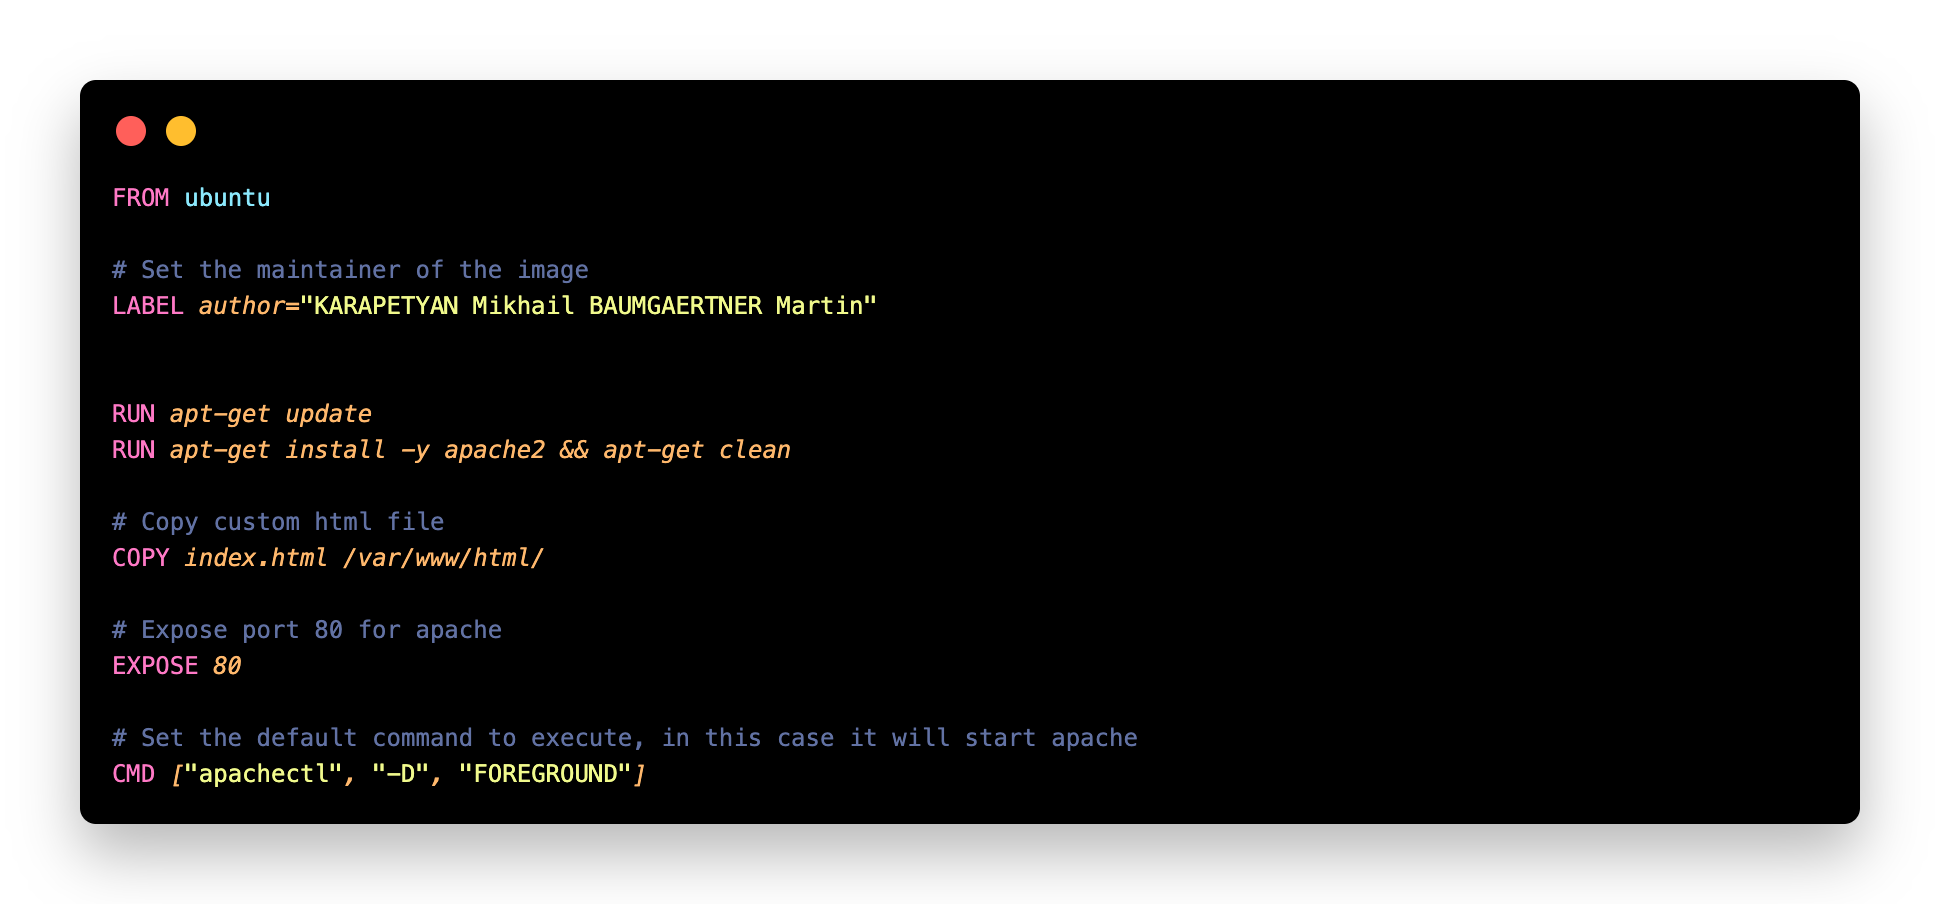 FROM ubuntu
# Set the maintainer of the image
LABEL author="KARAPETYAN Mikhail BAUMGAERTNER Martin"
RUN apt-get update
RUN apt-get install -y apache2 && apt-get clean
# Copy custom html file
COPY index.html /var/www/html/
# Expose port 80 for apache
EXPOSE 80
# Set the default command to execute, in this case it will start apache
CMD ["apachectl", "-D", "FOREGROUND"]